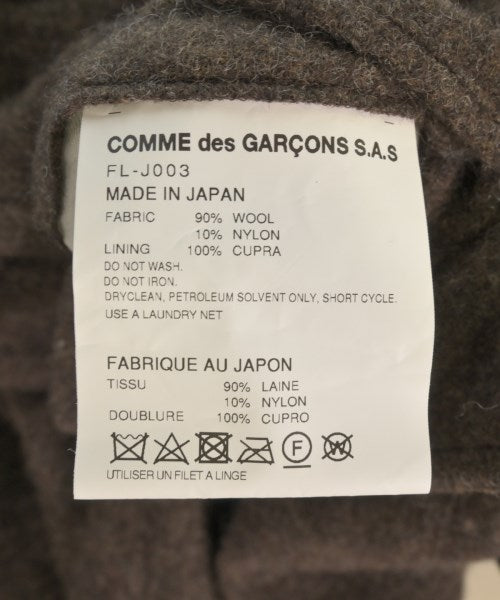 COMME des GARÇONS S.A.S
FL-J003
MADE IN JAPAN
FABRIC 90% WOOL
10% NYLON
LINING 100% CUPRA
DO NOT WASH.
DO NOT IRON.
DRYCLEAN, PETROLEUM SOLVENT ONLY, SHORT CYCLE.
USE A LAUNDRY NET
FABRIQUE AU JAPON
TISSU 90% LAINE
10% NYLON
DOUBLURE 100% CUPRO
F W
UTILISER UN FILET A LINGE